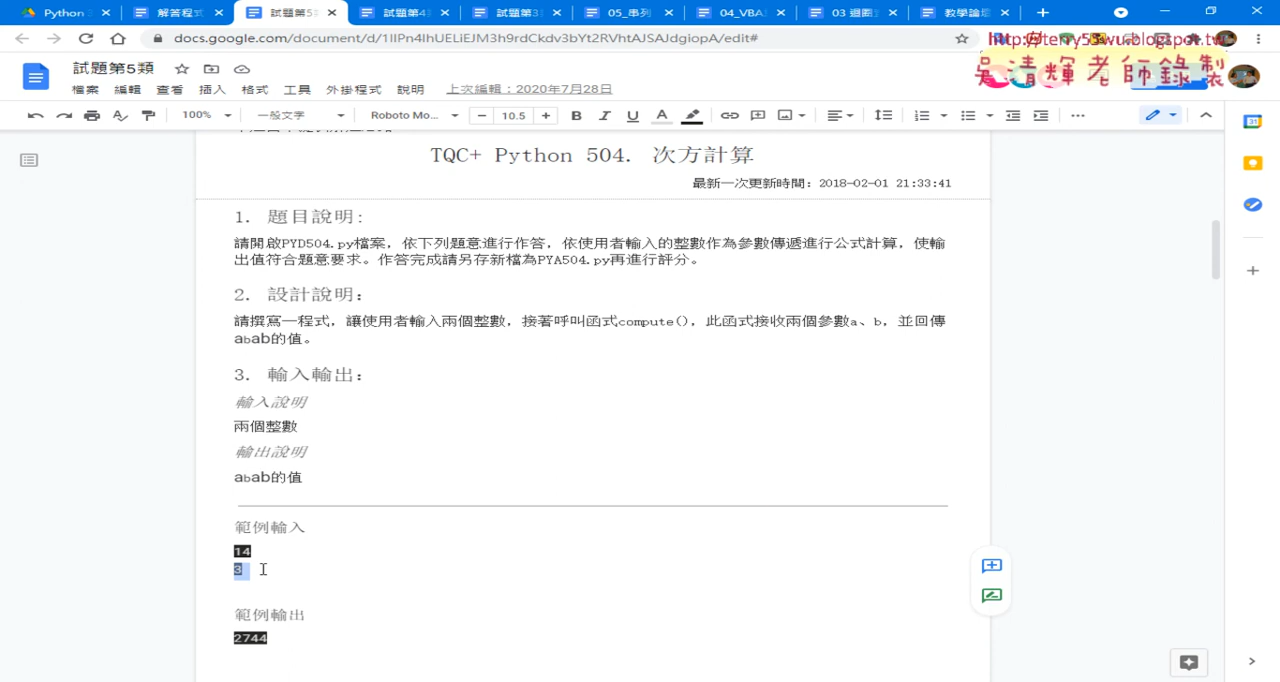 Python
解答程式
試題第5
試題第4
試題第3
05_串列
04_VBA
03 迴圈
教學論壇
docs.google.com/document/d/1IIPn4IhUELiEJM3h9rdCkdv3bYt2RVhtAJSAJdgiopA/edit#
http://terry55wu.blogspot.tw
吳清輝老師錄製
試題第5類
檔案 編輯 查看 插入 格式 工具 外掛程式 說明 上次編輯：2020年7月28日
100% 一般文字 Roboto Mo... 10.5 B I U A
TQC+ Python 504. 次方計算
最新一次更新時間：2018-02-01 21:33:41
1. 題目說明:
請開啟PYD504.py檔案，依下列題意進行作答，依使用者輸入的整數作為參數傳遞進行公式計算，使輸
出值符合題意要求。作答完成請另存新檔為PYA504.py再進行評分。
2. 設計說明：
請撰寫一程式，讓使用者輸入兩個整數，接著呼叫函式compute()，此函式接收兩個參數a、b，並回傳
abab的值。
3. 輸入輸出：
輸入說明
兩個整數
輸出說明
abab的值
範例輸入
14
3
範例輸出
2744